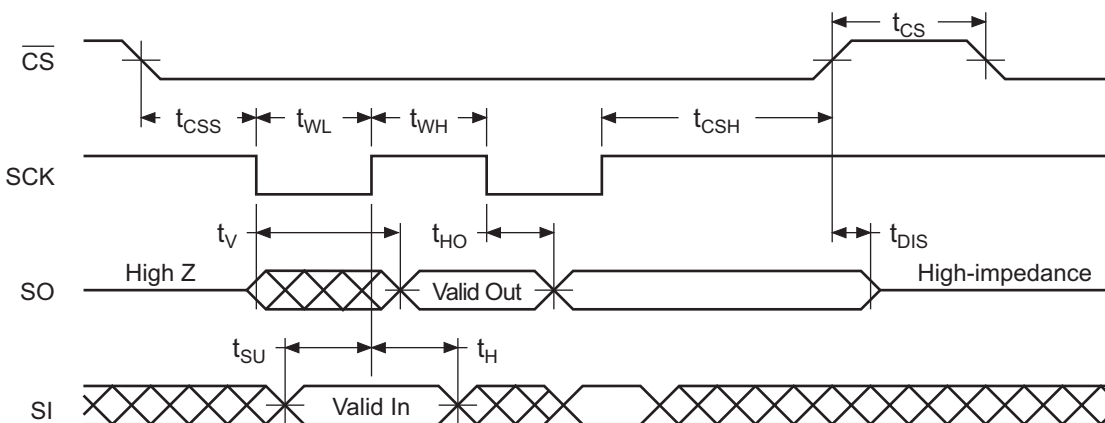 t_CS
CS
t_CSS t_WL t_WH t_CSH
SCK
t_V t_HO t_DIS
High Z High-impedance
SO Valid Out
t_SU t_H
SI Valid In